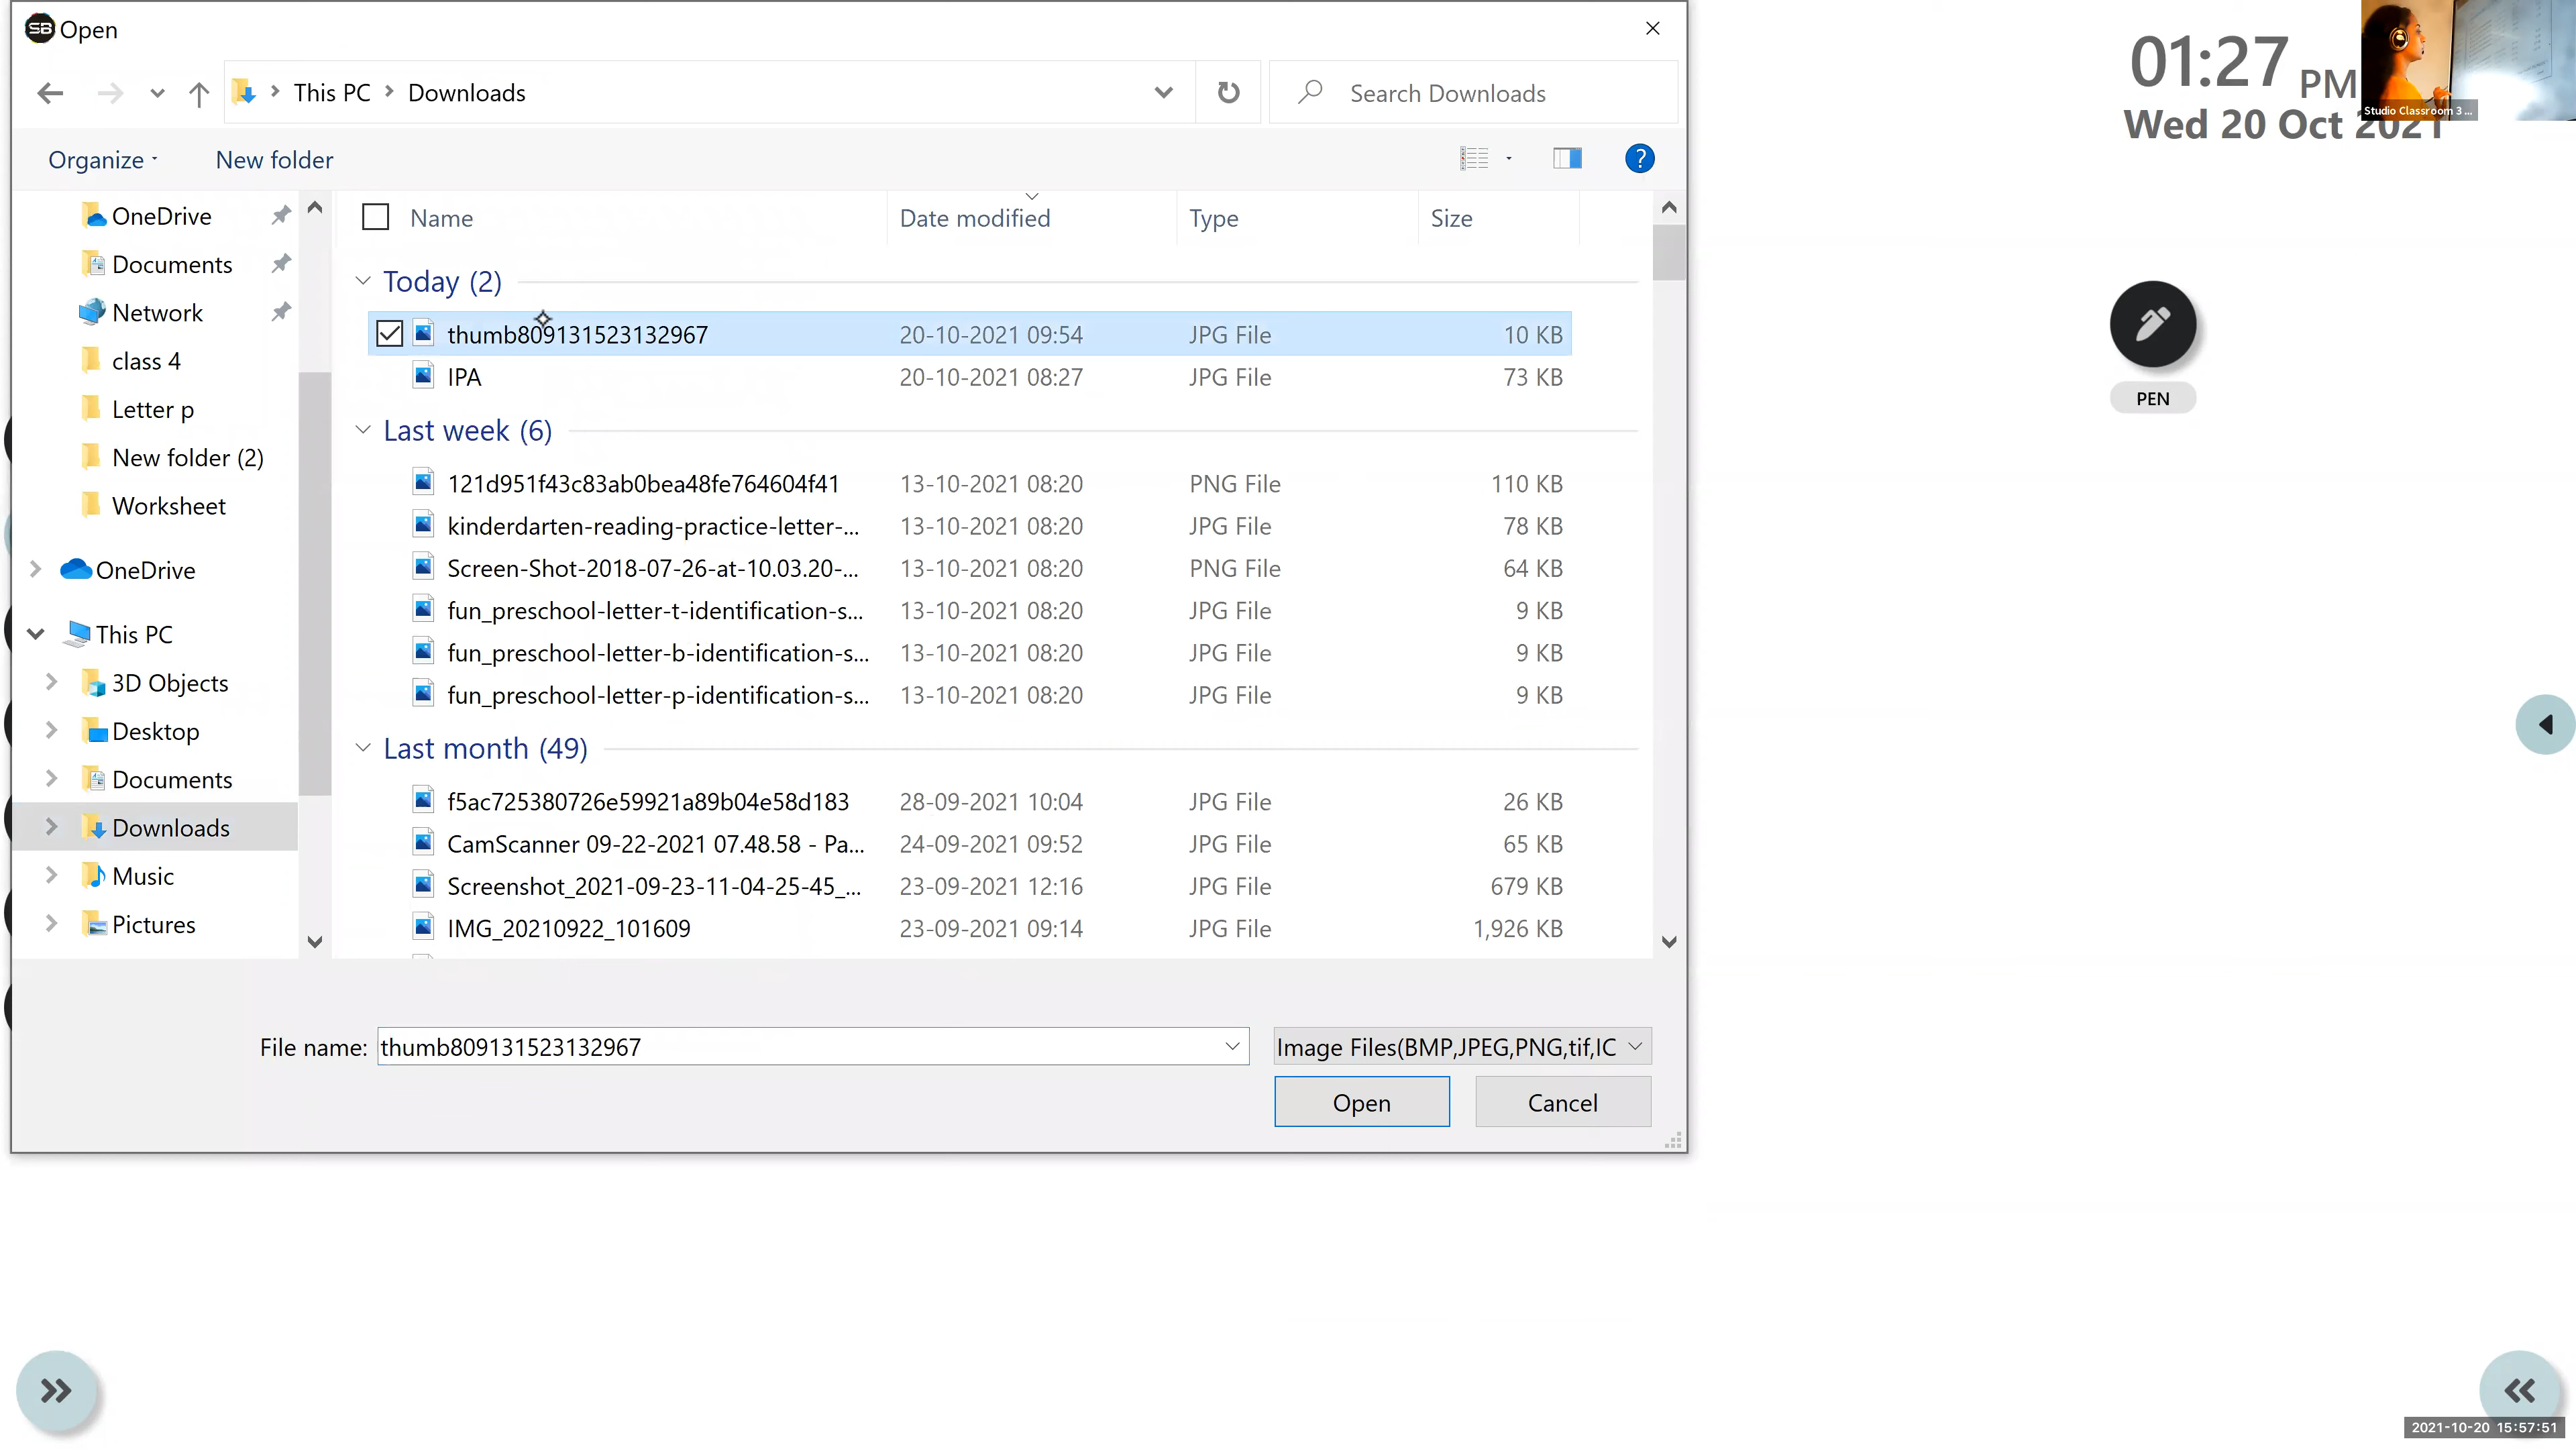 SB Open
This PC Downloads
Search Downloads
Organize New folder
?
OneDrive
Documents
Network
class 4
Letter p
New folder (2)
Worksheet
OneDrive
This PC
3D Objects
Desktop
Documents
Downloads
Music
Pictures
Name Date modified Type Size
Today (2)
thumb809131523132967 20-10-2021 09:54 JPG File 10 KB
IPA 20-10-2021 08:27 JPG File 73 KB
Last week (6)
121d951f43c83ab0bea48fe764604f41 13-10-2021 08:20 PNG File 110 KB
kinderdarten-reading-practice-letter-... 13-10-2021 08:20 JPG File 78 KB
Screen-Shot-2018-07-26-at-10.03.20-... 13-10-2021 08:20 PNG File 64 KB
fun_preschool-letter-t-identification-s... 13-10-2021 08:20 JPG File 9 KB
fun_preschool-letter-b-identification-s... 13-10-2021 08:20 JPG File 9 KB
fun_preschool-letter-p-identification-s... 13-10-2021 08:20 JPG File 9 KB
Last month (49)
f5ac725380726e59921a89b04e58d183 28-09-2021 10:04 JPG File 26 KB
CamScanner 09-22-2021 07.48.58 - Pa... 24-09-2021 09:52 JPG File 65 KB
Screenshot_2021-09-23-11-04-25-45_... 23-09-2021 12:16 JPG File 679 KB
IMG_20210922_101609 23-09-2021 09:14 JPG File 1,926 KB
File name: thumb809131523132967 Image Files(BMP,JPEG,PNG,tif,IC
Open Cancel
01:27 PM
Wed 20 Oct 2021
Studio Classroom 3 ...
PEN
2021-10-20 15:57:51